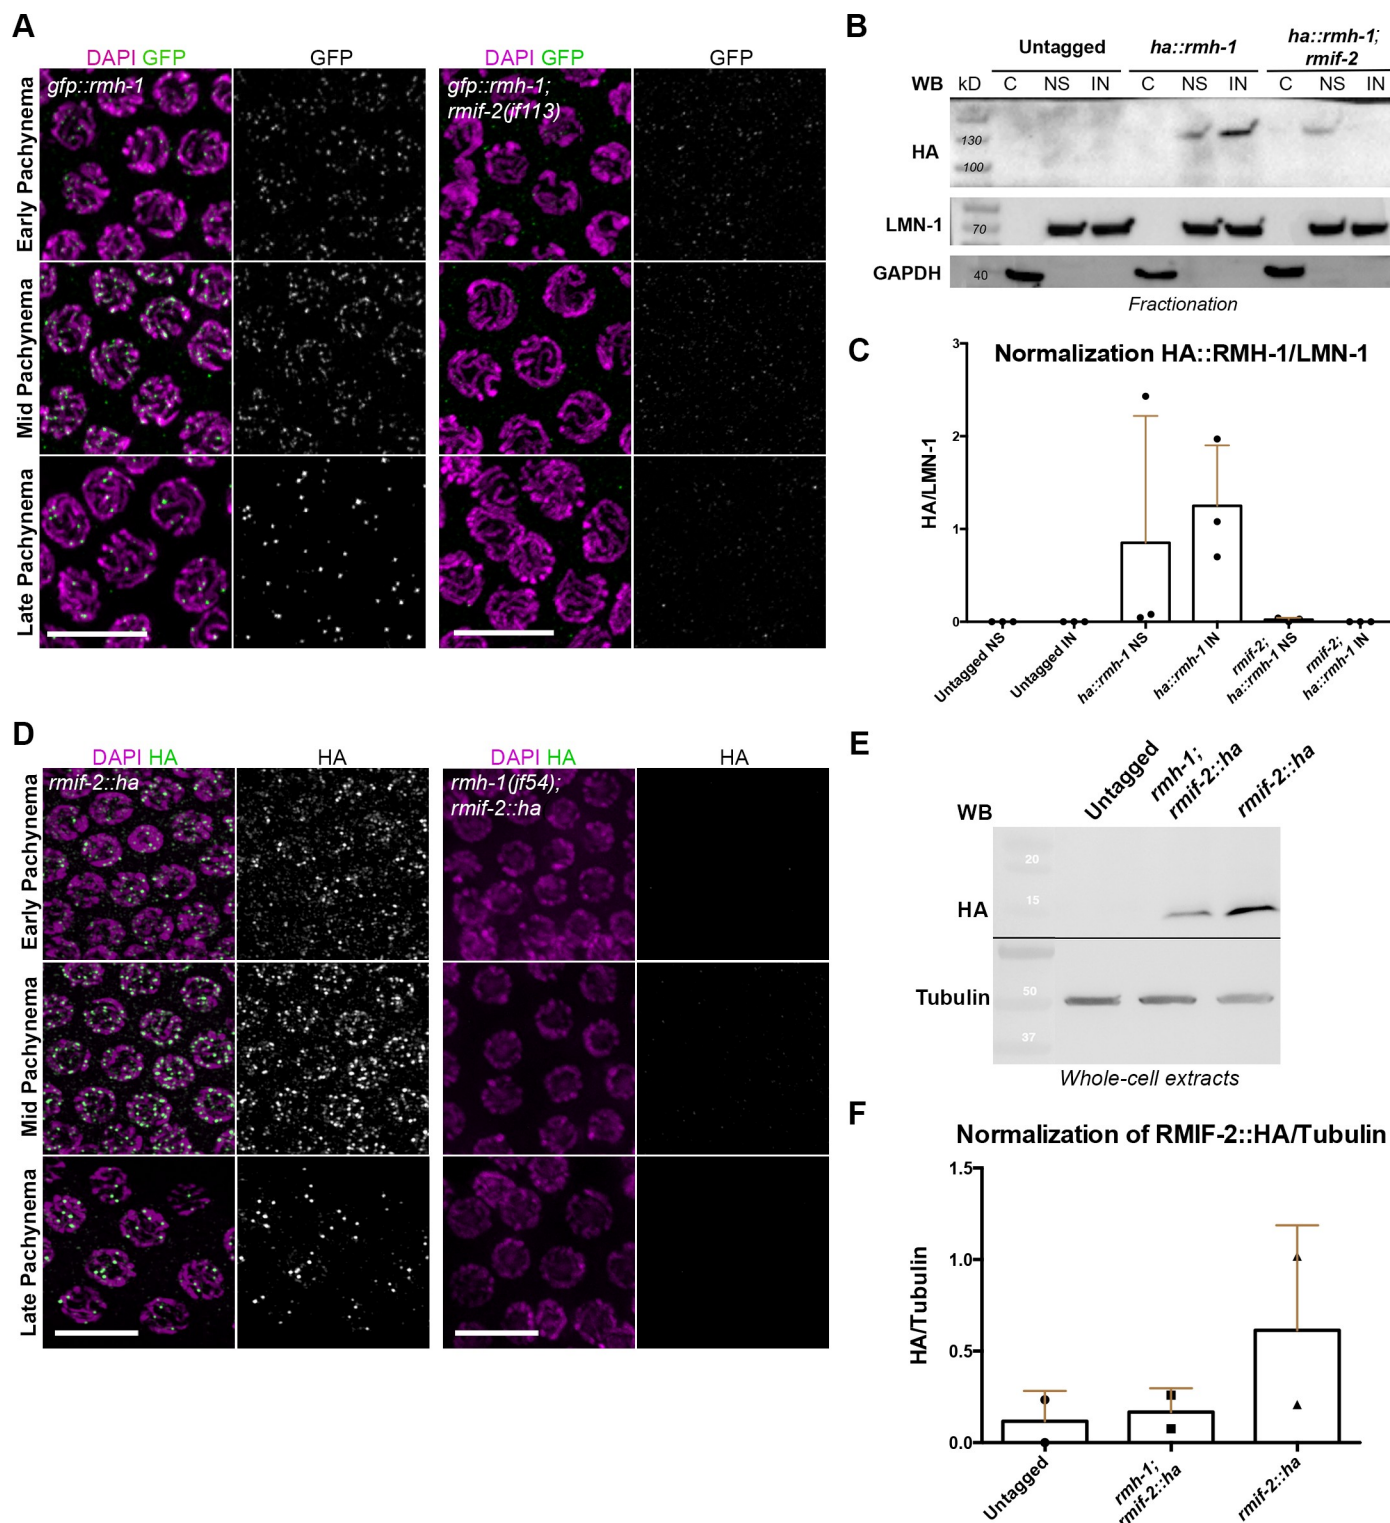 A
DAPI GFP
GFP
DAPI GFP
GFP
gfp::rmh-1
gfp::rmh-1;
rmif-2(jf113)
Early Pachynema
Mid Pachynema
Late Pachynema
B
Untagged
ha::rmh-1
ha::rmh-1;
rmif-2
WB
kD
C
NS
IN
C
NS
IN
C
NS
IN
HA
130
100
LMN-1
70
GAPDH
40
Fractionation
C
Normalization HA::RMH-1/LMN-1
HA/LMN-1
3
2
1
0
Untagged NS
Untagged IN
ha::rmh-1 NS
ha::rmh-1 IN
rmif-2;
ha::rmh-1 NS
rmif-2;
ha::rmh-1 IN
D
DAPI HA
HA
DAPI HA
HA
rmif-2::ha
rmh-1(jf54);
rmif-2::ha
Early Pachynema
Mid Pachynema
Late Pachynema
E
WB
Untagged
rmh-1;
rmif-2::ha
rmif-2::ha
HA
20
15
Tubulin
50
37
Whole-cell extracts
F
Normalization of RMIF-2::HA/Tubulin
HA/Tubulin
1.5
1.0
0.5
0.0
Untagged
rmh-1;
rmif-2::ha
rmif-2::ha